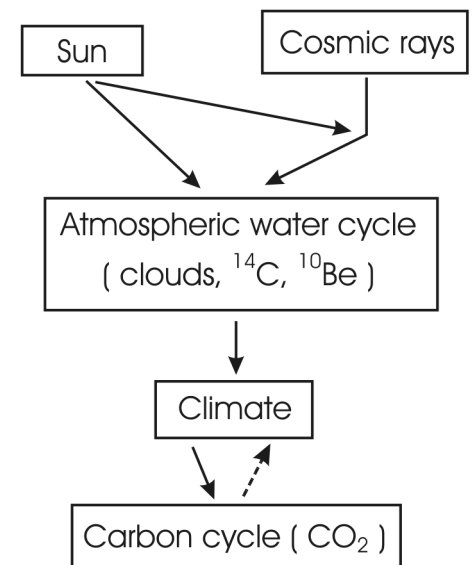 Sun
Cosmic rays
Atmospheric water cycle
( clouds, ¹⁴C, ¹⁰Be )
Climate
Carbon cycle ( CO₂ )